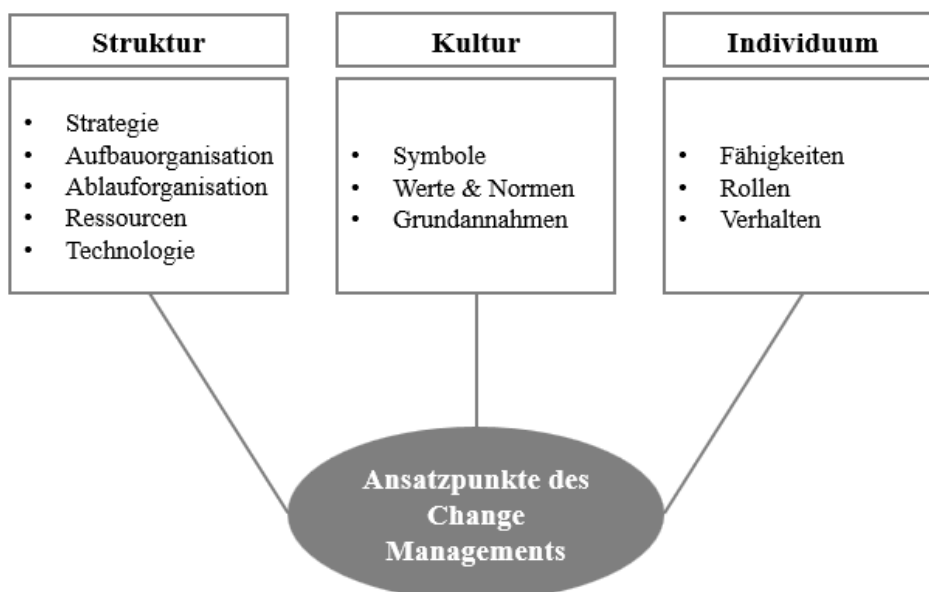 Struktur
• Strategie
• Aufbauorganisation
• Ablauforganisation
• Ressourcen
• Technologie
Kultur
• Symbole
• Werte & Normen
• Grundannahmen
Individuum
• Fähigkeiten
• Rollen
• Verhalten
Ansatzpunkte des
Change
Managements